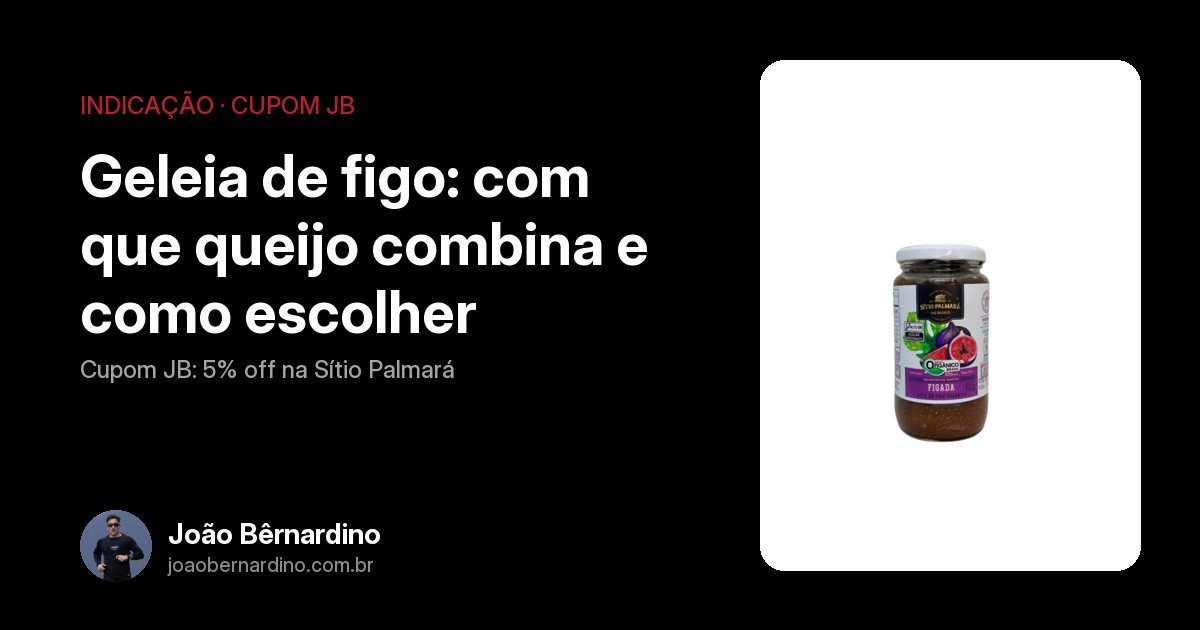 INDICAÇÃO · CUPOM JB
Geleia de figo: com
que queijo combina e
como escolher
Cupom JB: 5% off na Sítio Palmará
João Bêrnardino
joaobernardino.com.br
SÍTIO PALMARÁ
ORGÂNICO
FIGADA